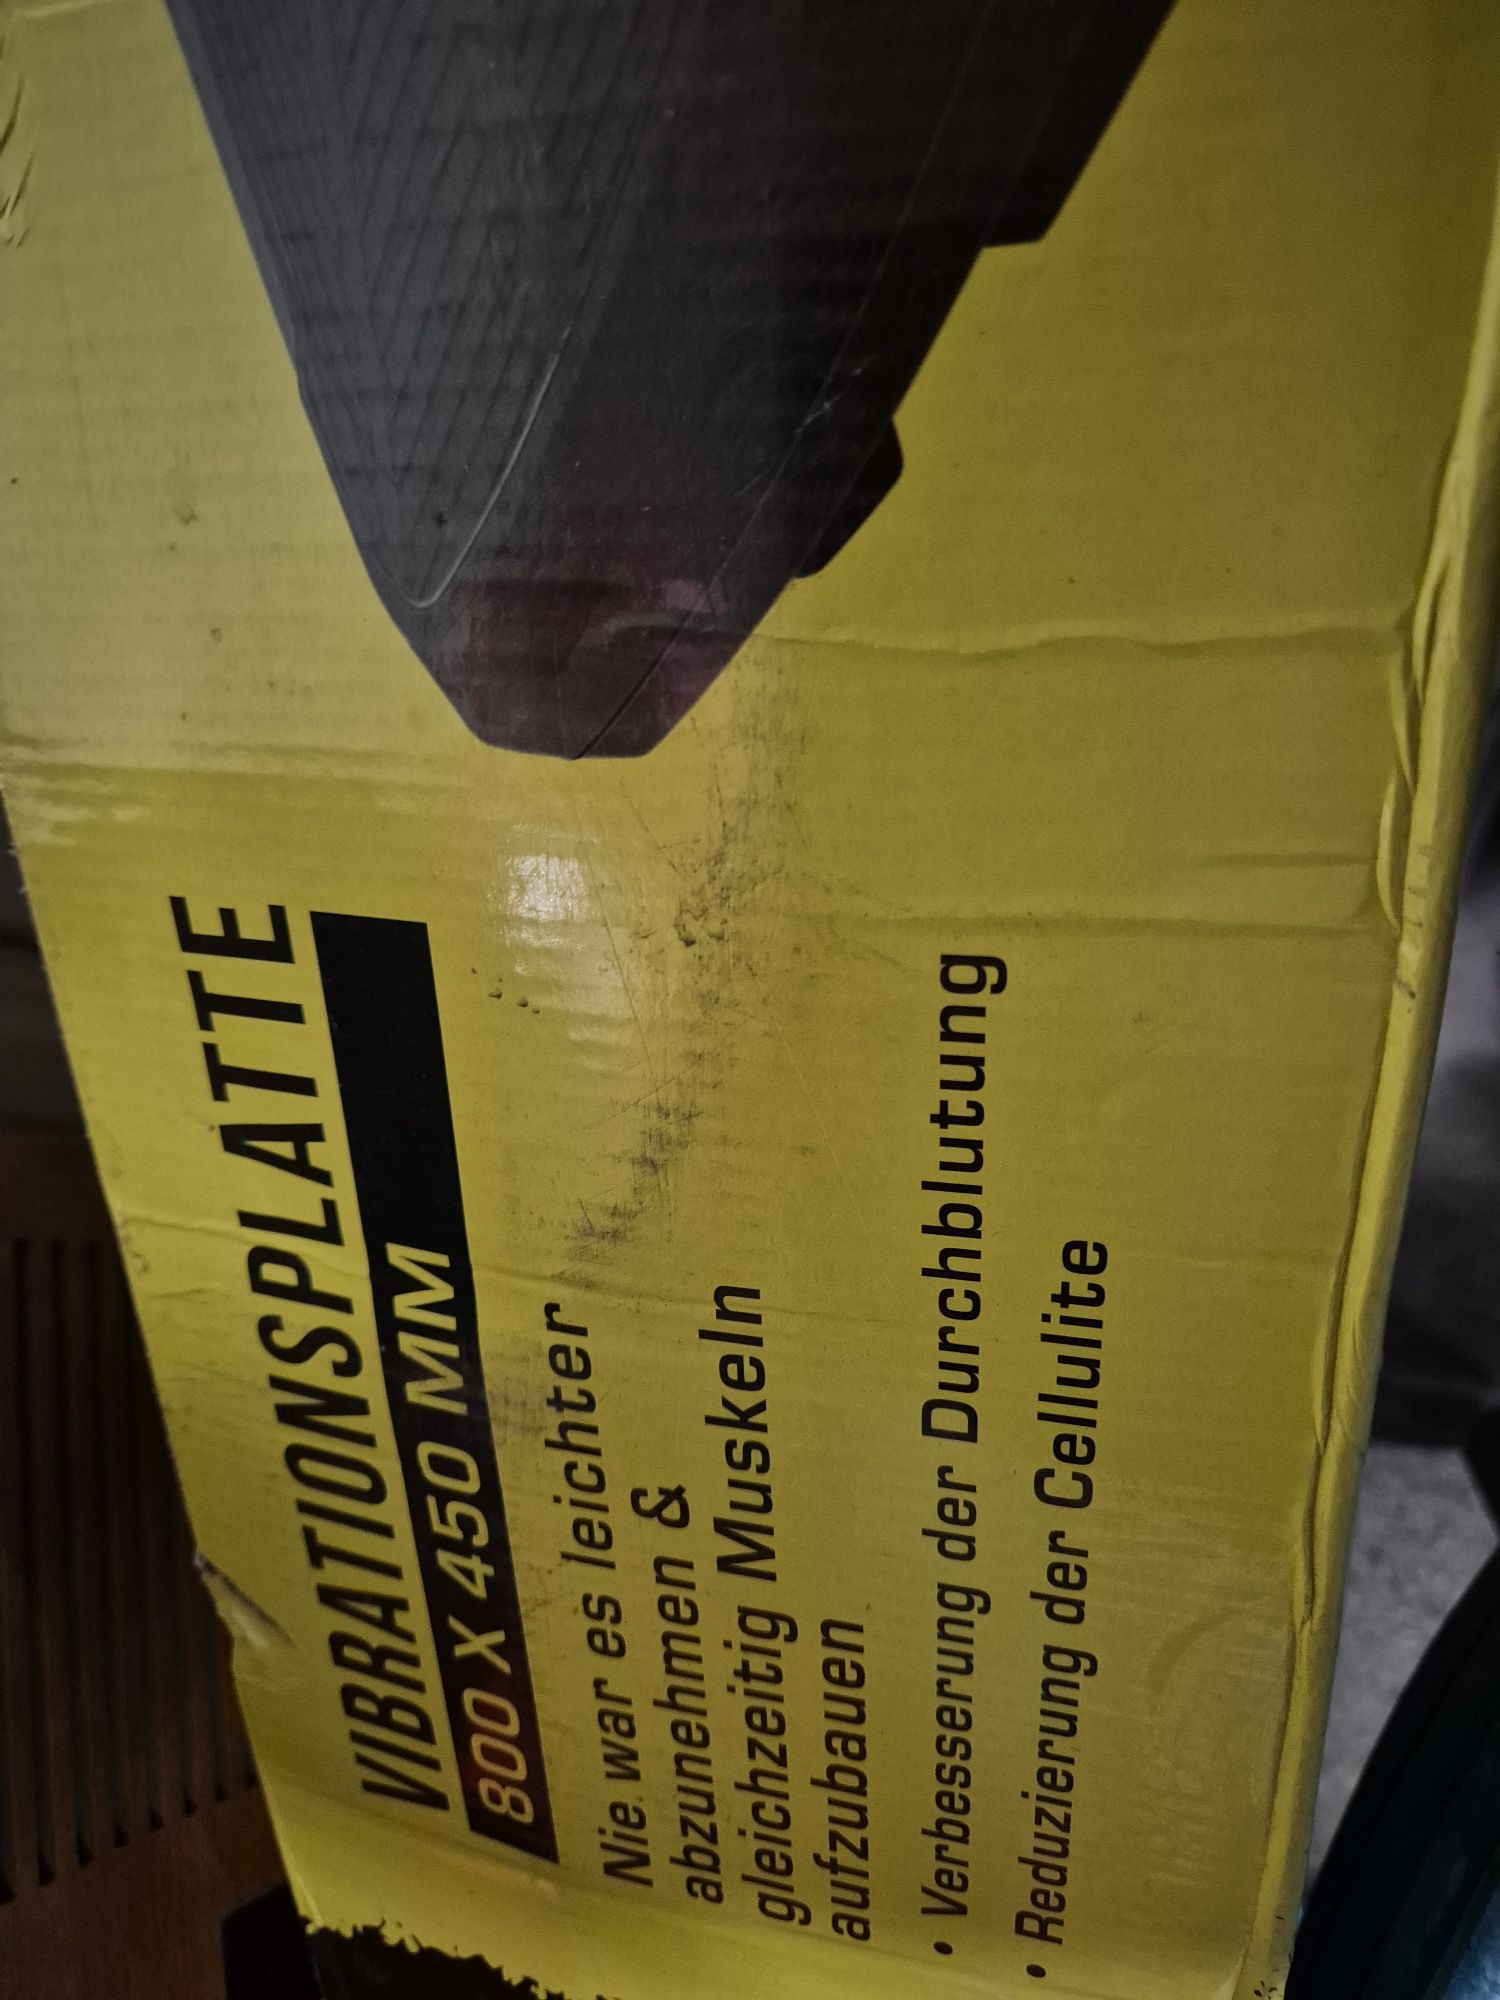 VIBRATIONSPLATTE
800 X 450 MM
Nie war es leichter
abzunehmen &
gleichzeitig Muskeln
aufzubauen
• Verbesserung der Durchblutung
• Reduzierung der Cellulite